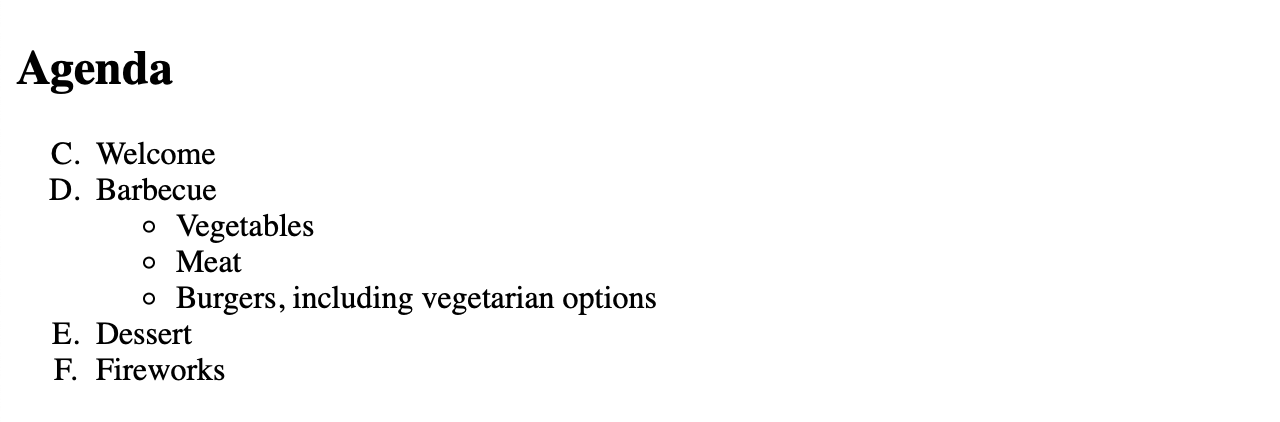 Agenda
C. Welcome
D. Barbecue
◦ Vegetables
◦ Meat
◦ Burgers, including vegetarian options
E. Dessert
F. Fireworks